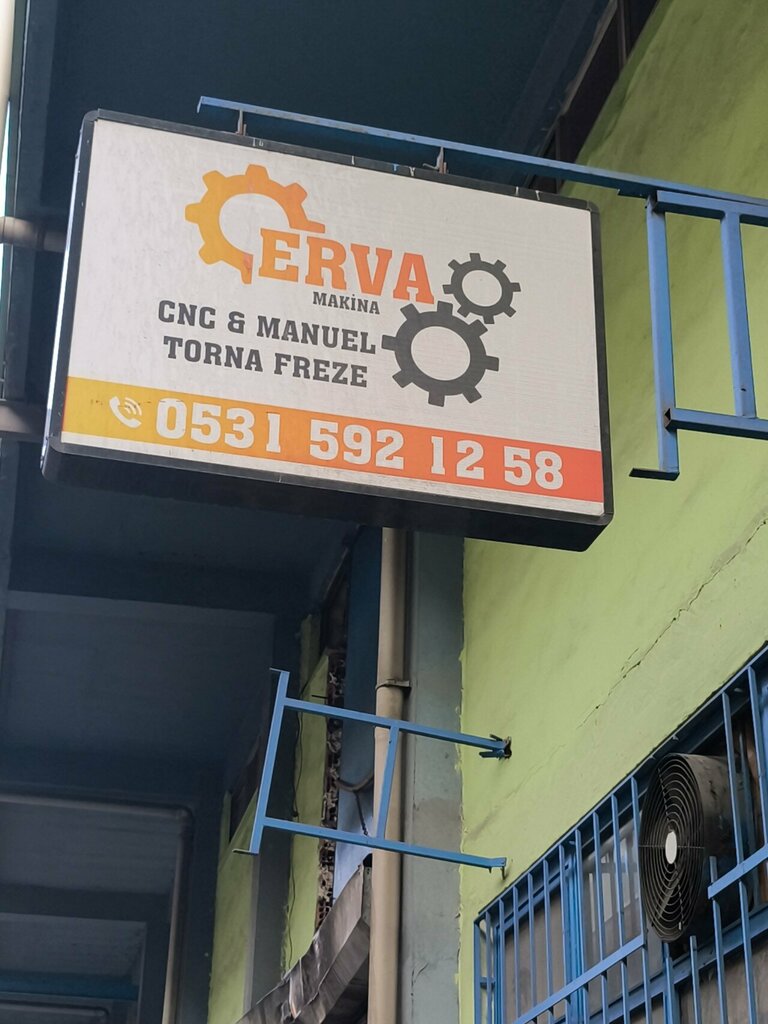 ERVA
MAKİNA
CNC & MANUEL
TORNA FREZE
0531 592 12 58